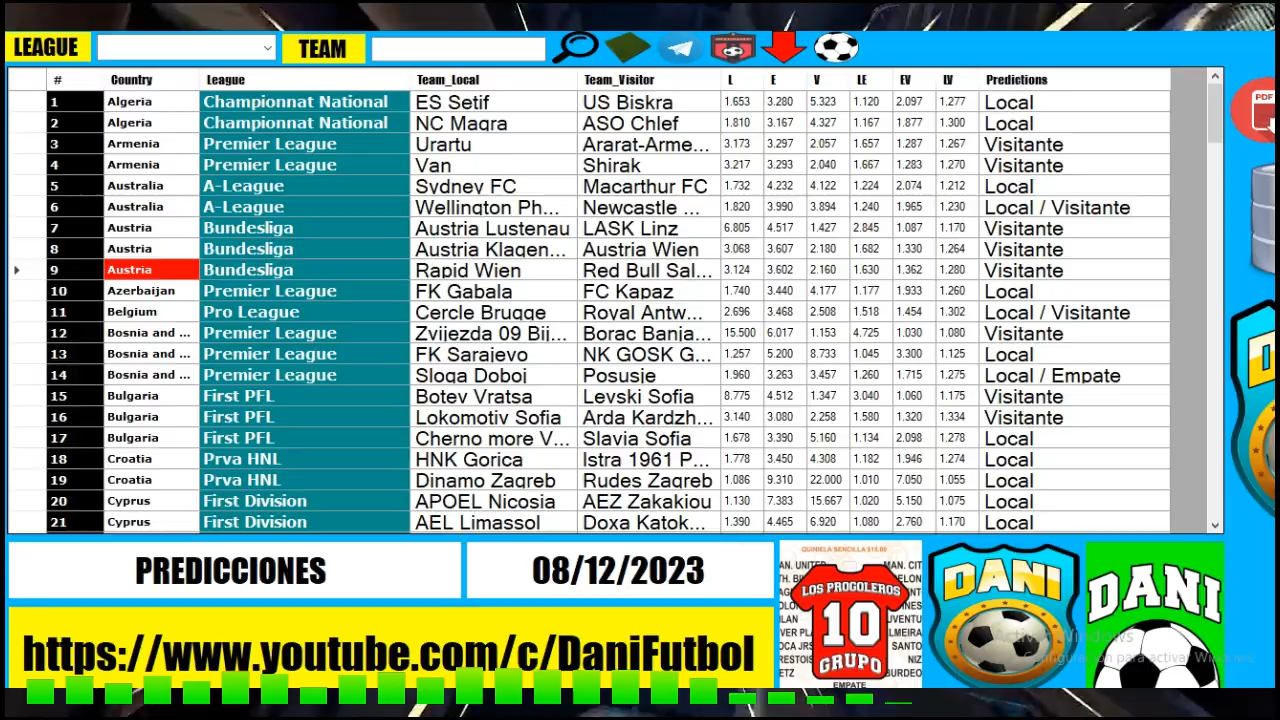 LEAGUE TEAM
# Country League Team_Local Team_Visitor L E V LE EV LV Predictions
1 Algeria Championnat National ES Setif US Biskra 1.653 3.280 5.323 1.120 2.097 1.277 Local
2 Algeria Championnat National NC Magra ASO Chlef 1.810 3.167 4.327 1.167 1.877 1.300 Local
3 Armenia Premier League Urartu Ararat-Arme... 3.173 3.297 2.057 1.657 1.287 1.267 Visitante
4 Armenia Premier League Van Shirak 3.217 3.293 2.040 1.667 1.283 1.270 Visitante
5 Australia A-League Sydney FC Macarthur FC 1.732 4.232 4.122 1.224 2.074 1.212 Local
6 Australia A-League Wellington Ph... Newcastle ... 1.820 3.990 3.894 1.240 1.965 1.230 Local / Visitante
7 Austria Bundesliga Austria Lustenau LASK Linz 6.805 4.517 1.427 2.845 1.087 1.170 Visitante
8 Austria Bundesliga Austria Klagen... Austria Wien 3.068 3.607 2.180 1.682 1.330 1.264 Visitante
9 Austria Bundesliga Rapid Wien Red Bull Sal... 3.124 3.602 2.160 1.630 1.362 1.280 Visitante
10 Azerbaijan Premier League FK Gabala FC Kapaz 1.740 3.440 4.177 1.177 1.933 1.260 Local
11 Belgium Pro League Cercle Brugge Royal Antw... 2.696 3.468 2.508 1.518 1.454 1.302 Local / Visitante
12 Bosnia and ... Premier League Zvijezda 09 Bij... Borac Banja... 15.500 6.017 1.153 4.725 1.030 1.080 Visitante
13 Bosnia and ... Premier League FK Sarajevo NK GOSK G... 1.257 5.200 8.733 1.045 3.300 1.125 Local
14 Bosnia and ... Premier League Sloga Doboj Posusje 1.960 3.263 3.457 1.260 1.715 1.275 Local / Empate
15 Bulgaria First PFL Botev Vratsa Levski Sofia 8.775 4.512 1.347 3.040 1.060 1.175 Visitante
16 Bulgaria First PFL Lokomotiv Sofia Arda Kardzh... 3.140 3.080 2.258 1.580 1.320 1.334 Visitante
17 Bulgaria First PFL Cherno more V... Slavia Sofia 1.678 3.390 5.160 1.134 2.098 1.278 Local
18 Croatia Prva HNL HNK Gorica Istra 1961 P... 1.778 3.450 4.308 1.182 1.946 1.274 Local
19 Croatia Prva HNL Dinamo Zagreb Rudes Zagreb 1.086 9.310 22.000 1.010 7.050 1.055 Local
20 Cyprus First Division APOEL Nicosia AEZ Zakakiou 1.130 7.383 15.667 1.020 5.150 1.075 Local
21 Cyprus First Division AEL Limassol Doxa Katok... 1.390 4.465 6.920 1.080 2.760 1.170 Local
PDF
PREDICCIONES 08/12/2023
https://www.youtube.com/c/DaniFutbol
QUINIELA SENCILLA $15.00
LOS PROGOLEROS
10
GRUPO
EMPATE
DANI
DANI